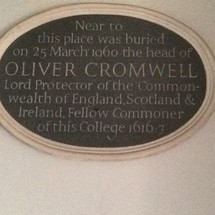 Near to
this place was buried
on 25 March 1960 the head of
OLIVER CROMWELL
Lord Protector of the Common-
wealth of England, Scotland &
Ireland, Fellow Commoner
of this College 1616-7